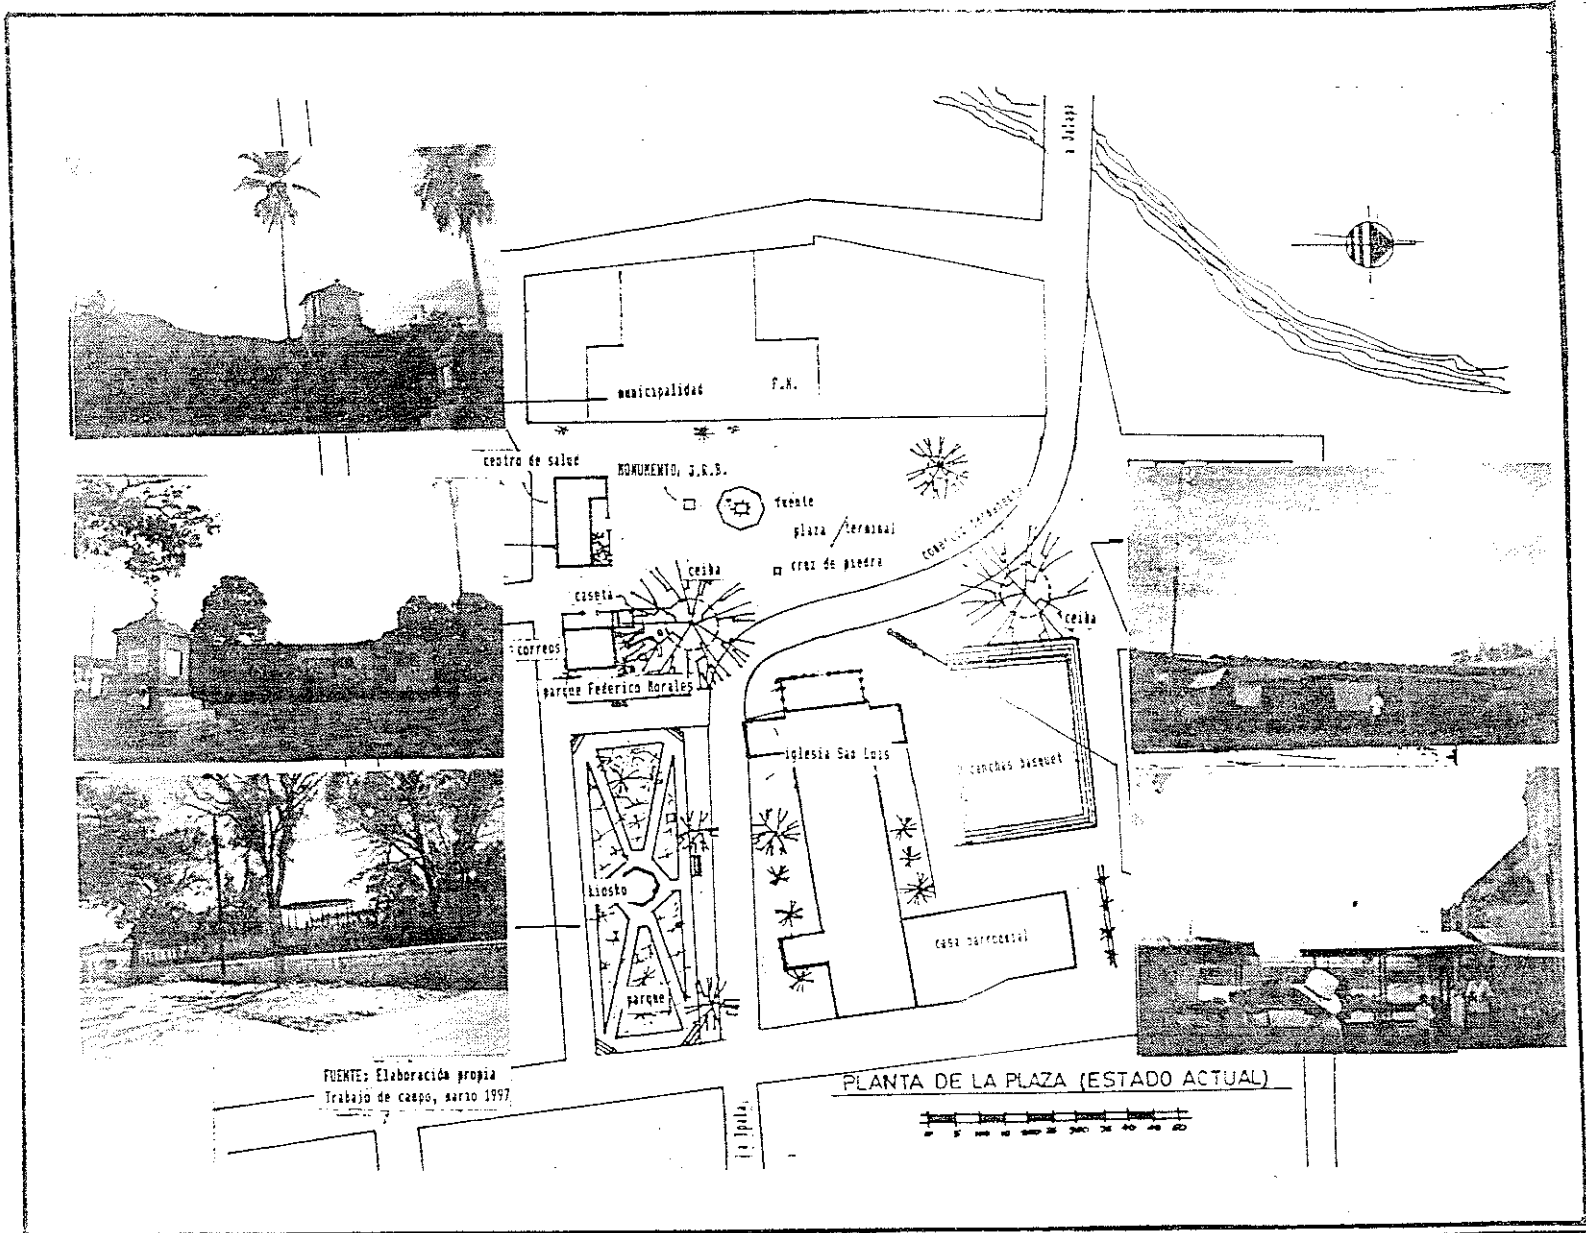 a Jalapa
municipalidad
F.N.
centro de salud
MONUMENTO, J.R.B.
fuente
plaza / terminal
cruz de piedra
ceiba
caseta
correos
parque Federico Morales
ceiba
iglesia San Luis
canchas basquet
kiosko
casa parroquial
parque
FUENTE: Elaboración propia
Trabajo de campo, marzo 1997
PLANTA DE LA PLAZA (ESTADO ACTUAL)
a Ipala